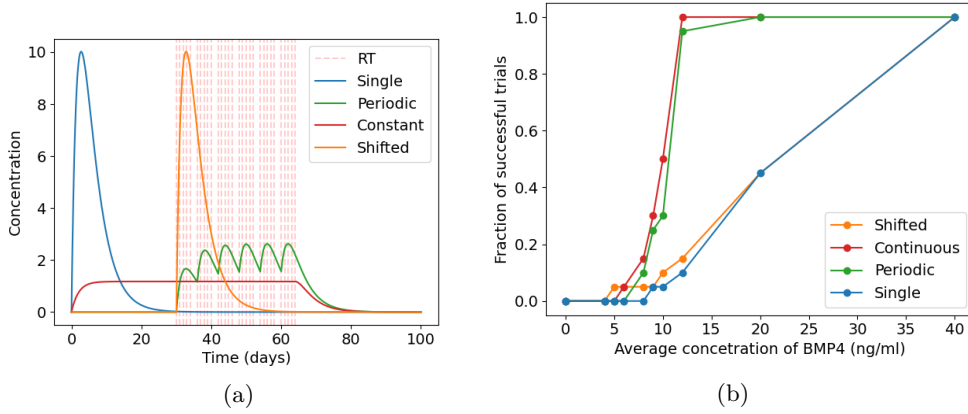 10
8
6
4
2
0
Concentration
RT
Single
Periodic
Constant
Shifted
0 20 40 60 80 100
Time (days)
(a)
1.0
0.8
0.6
0.4
0.2
0.0
Fraction of successful trials
Shifted
Continuous
Periodic
Single
0 5 10 15 20 25 30 35 40
Average concetration of BMP4 (ng/ml)
(b)